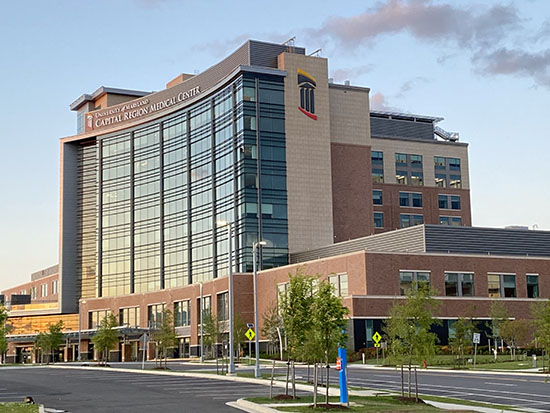 UNIVERSITY of MARYLAND
CAPITAL REGION MEDICAL CENTER